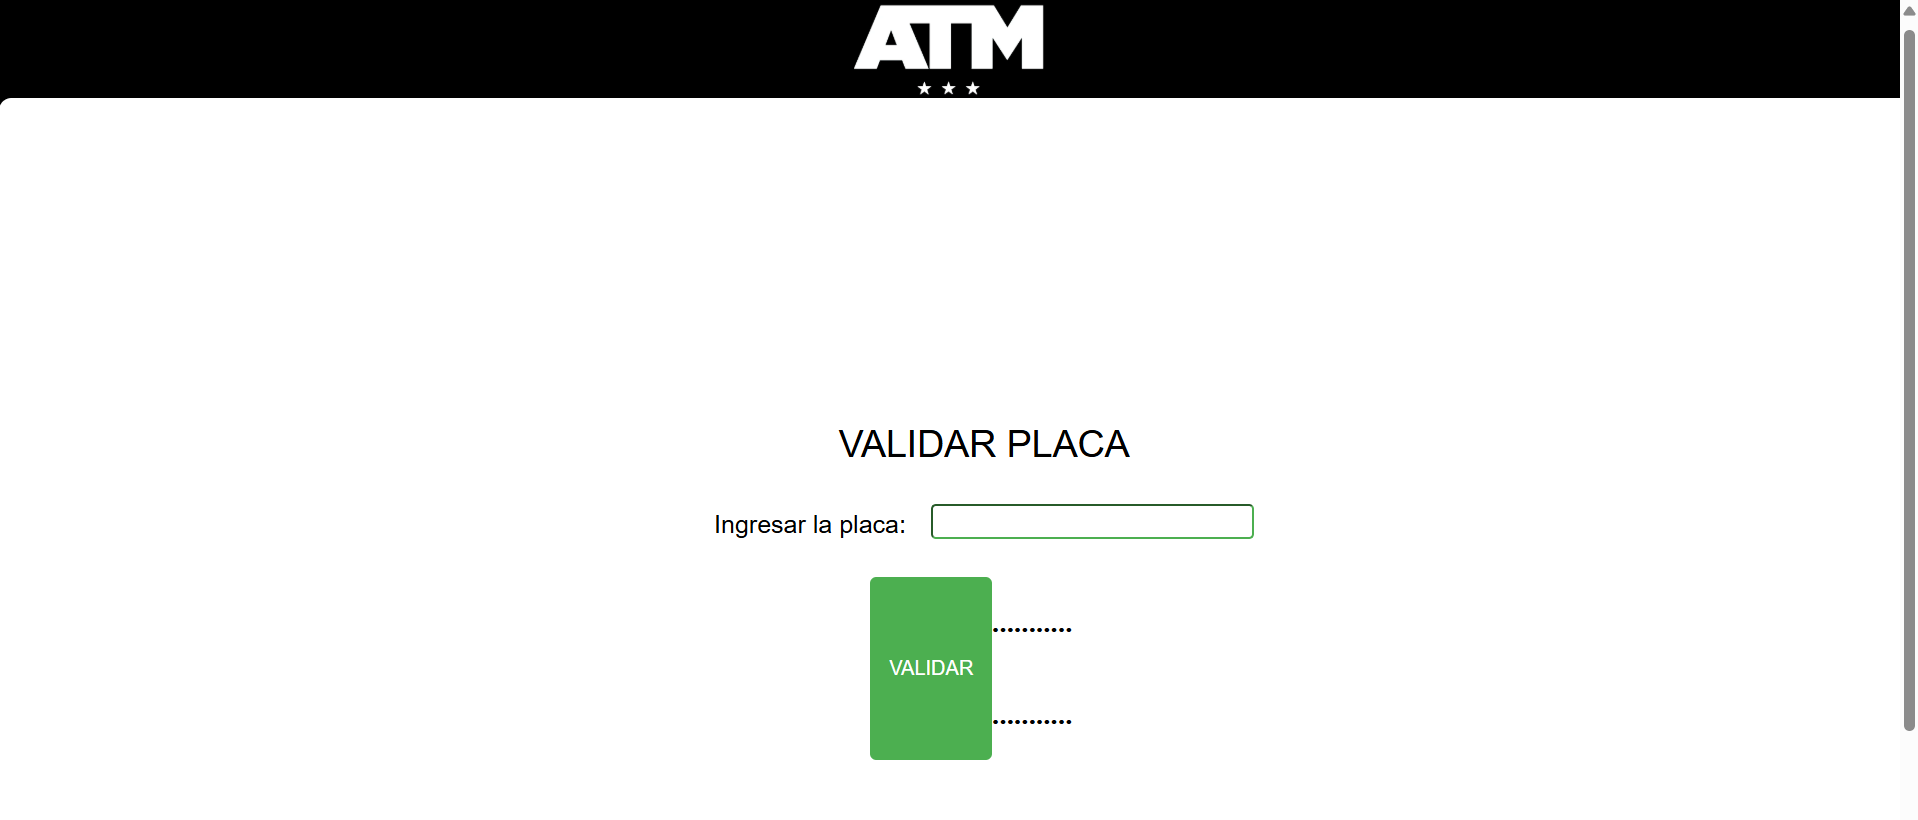 ATM
VALIDAR PLACA
Ingresar la placa:
VALIDAR
...........
...........